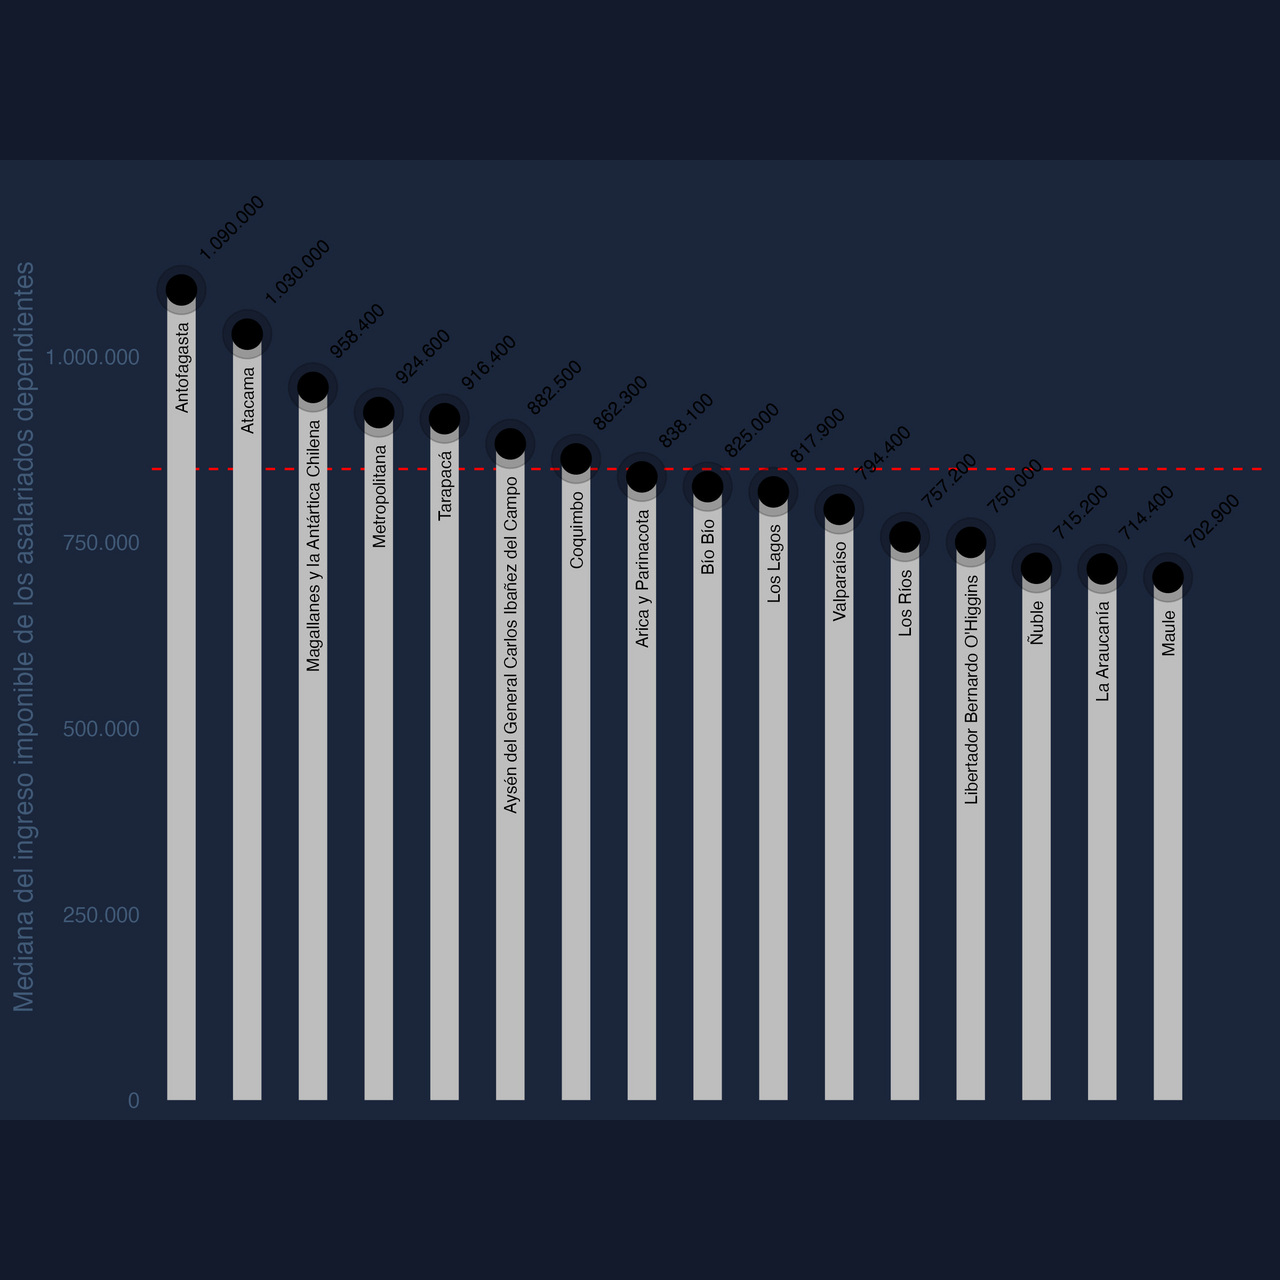 Mediana del ingreso imponible de los asalariados dependientes
1.000.000
750.000
500.000
250.000
0
1.090.000
1.030.000
958.400
924.600
916.400
882.500
862.300
838.100
825.000
817.900
794.400
757.200
750.000
715.200
714.400
702.900
Antofagasta
Atacama
Magallanes y la Antártica Chilena
Metropolitana
Tarapacá
Aysén del General Carlos Ibañez del Campo
Coquimbo
Arica y Parinacota
Bío Bío
Los Lagos
Valparaíso
Los Ríos
Libertador Bernardo O'Higgins
Ñuble
La Araucanía
Maule